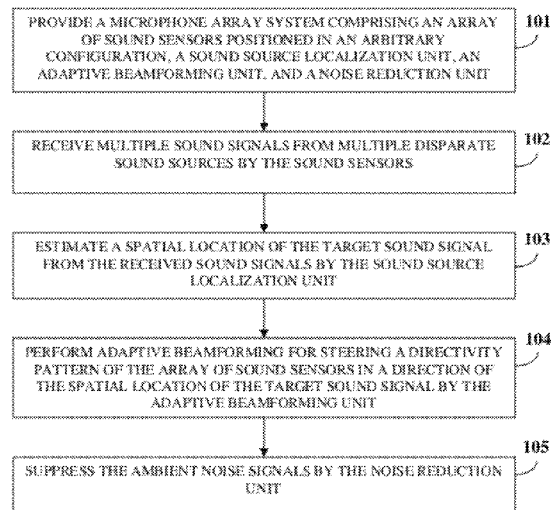 PROVIDE A MICROPHONE ARRAY SYSTEM COMPRISING AN ARRAY
OF SOUND SENSORS POSITIONED IN AN ARBITRARY
CONFIGURATION, A SOUND SOURCE LOCALIZATION UNIT, AN
ADAPTIVE BEAMFORMING UNIT, AND A NOISE REDUCTION UNIT
101
RECEIVE MULTIPLE SOUND SIGNALS FROM MULTIPLE DISPARATE
SOUND SOURCES BY THE SOUND SENSORS
102
ESTIMATE A SPATIAL LOCATION OF THE TARGET SOUND SIGNAL
FROM THE RECEIVED SOUND SIGNALS BY THE SOUND SOURCE
LOCALIZATION UNIT
103
PERFORM ADAPTIVE BEAMFORMING FOR STEERING A DIRECTIVITY
PATTERN OF THE ARRAY OF SOUND SENSORS IN A DIRECTION OF
THE SPATIAL LOCATION OF THE TARGET SOUND SIGNAL BY THE
ADAPTIVE BEAMFORMING UNIT
104
SUPPRESS THE AMBIENT NOISE SIGNALS BY THE NOISE REDUCTION
UNIT
105